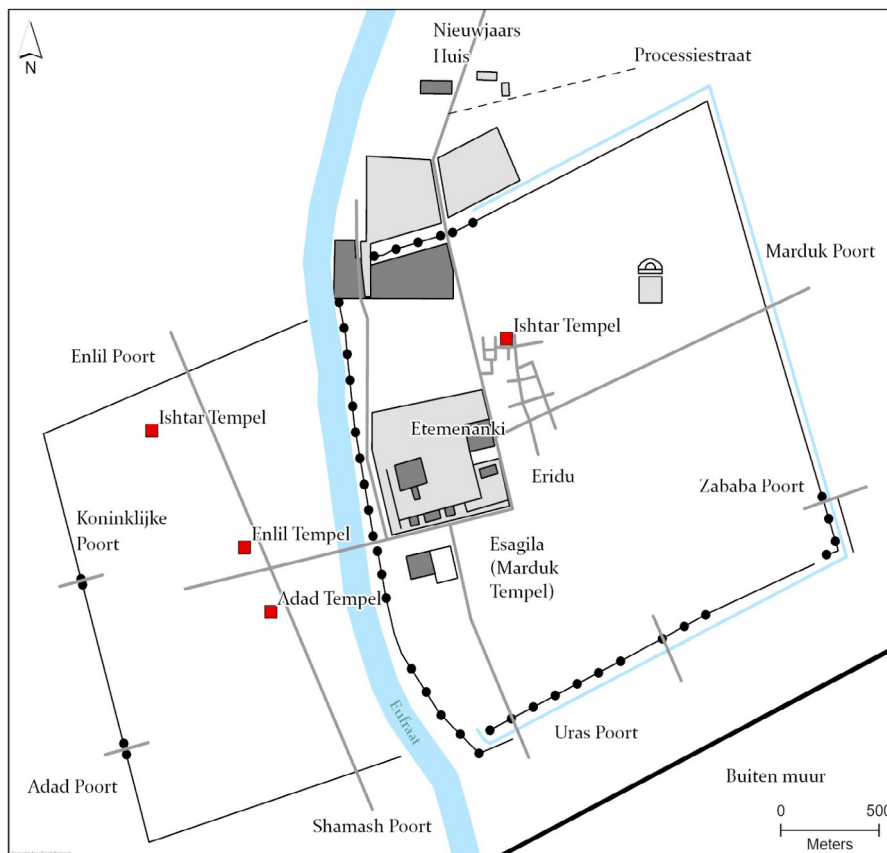 Nieuwjaars
Huis
Processiestraat
N
Marduk Poort
Ishtar Tempel
Enlil Poort
Ishtar Tempel
Etemenanki
Eridu
Zababa Poort
Koninklijke
Poort
Enlil Tempel
Esagila
(Marduk
Tempel)
Adad Tempel
Eufraat
Uras Poort
Buiten muur
Adad Poort
Shamash Poort
0 500
Meters